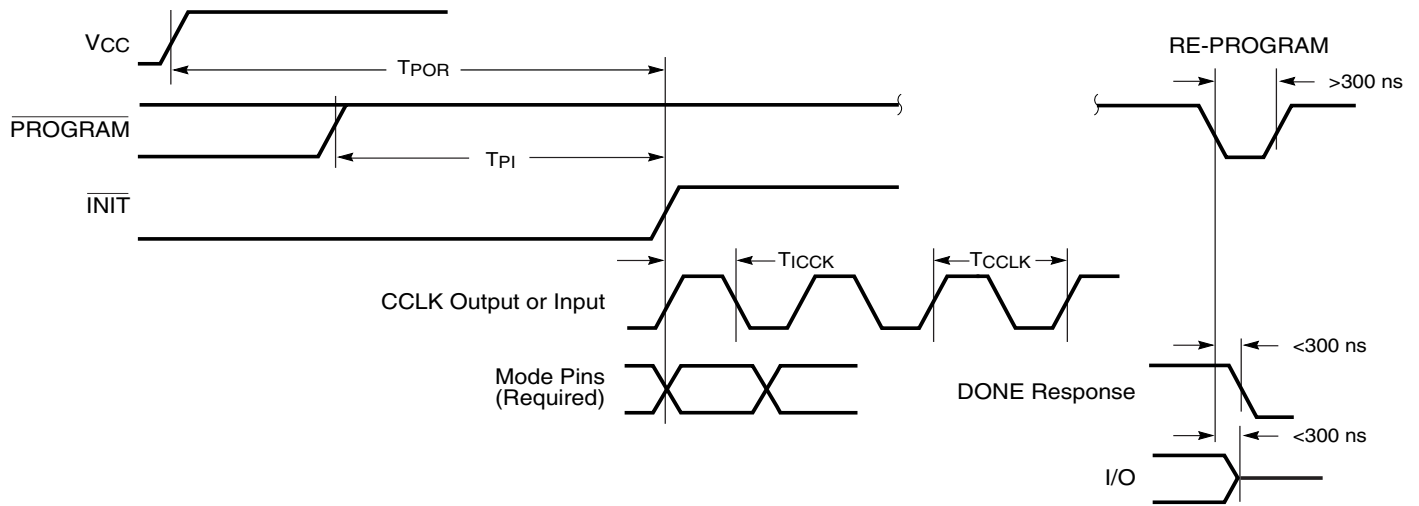 VCC
TPOR
RE-PROGRAM
>300 ns
PROGRAM
TPI
INIT
TICCK
TCCLK
CCLK Output or Input
<300 ns
Mode Pins
(Required)
DONE Response
<300 ns
I/O